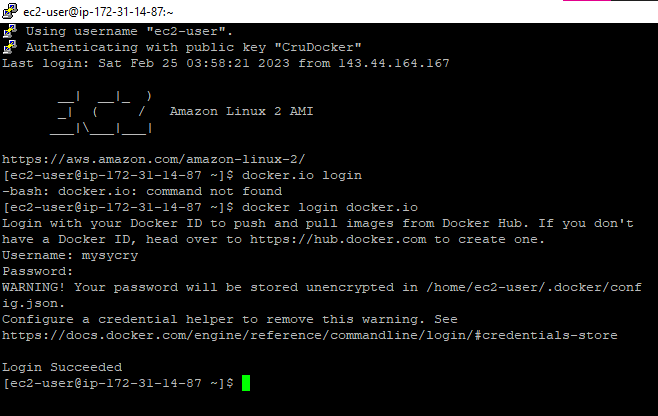 ec2-user@ip-172-31-14-87:~
Using username "ec2-user".
Authenticating with public key "CruDocker"
Last login: Sat Feb 25 03:58:21 2023 from 143.44.164.167
       __|  __|_  )
       _|  (     /   Amazon Linux 2 AMI
      ___|\___|___|
https://aws.amazon.com/amazon-linux-2/
[ec2-user@ip-172-31-14-87 ~]$ docker.io login
-bash: docker.io: command not found
[ec2-user@ip-172-31-14-87 ~]$ docker login docker.io
Login with your Docker ID to push and pull images from Docker Hub. If you don't
have a Docker ID, head over to https://hub.docker.com to create one.
Username: mysycry
Password:
WARNING! Your password will be stored unencrypted in /home/ec2-user/.docker/conf
ig.json.
Configure a credential helper to remove this warning. See
https://docs.docker.com/engine/reference/commandline/login/#credentials-store
Login Succeeded
[ec2-user@ip-172-31-14-87 ~]$